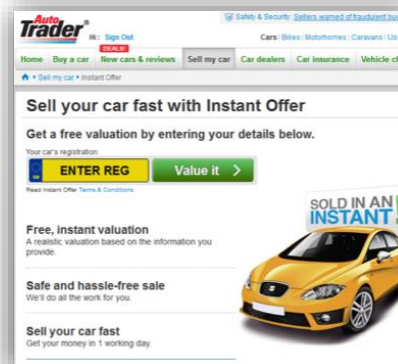 Auto
Trader
Safety & Security: Sellers warned of fraudulent buy
Hi : Sign Out
Cars | Bikes | Motorhomes | Caravans | Us
DEALS!
Home Buy a car New cars & reviews Sell my car Car dealers Car insurance Vehicle ch
Sell my car Instant Offer
Sell your car fast with Instant Offer
Get a free valuation by entering your details below.
Your car's registration:
GB ENTER REG Value it
Read Instant Offer Terms & Conditions
SOLD IN AN
INSTANT
Free, instant valuation
A realistic valuation based on the information you
provide.
Safe and hassle-free sale
We'll do all the work for you.
Sell your car fast
Get your money in 1 working day.